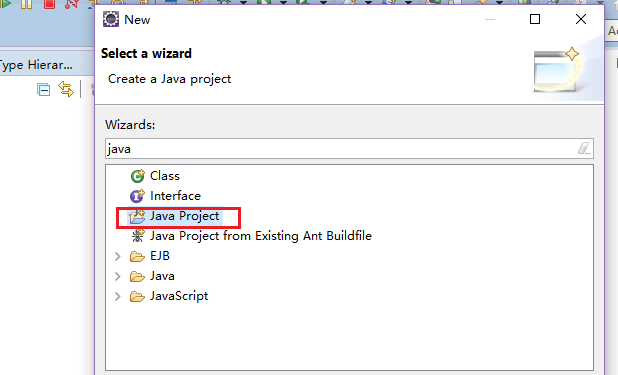 New
Select a wizard
Type Hierar...
Create a Java project
Wizards:
java
Class
Interface
Java Project
Java Project from Existing Ant Buildfile
EJB
Java
JavaScript